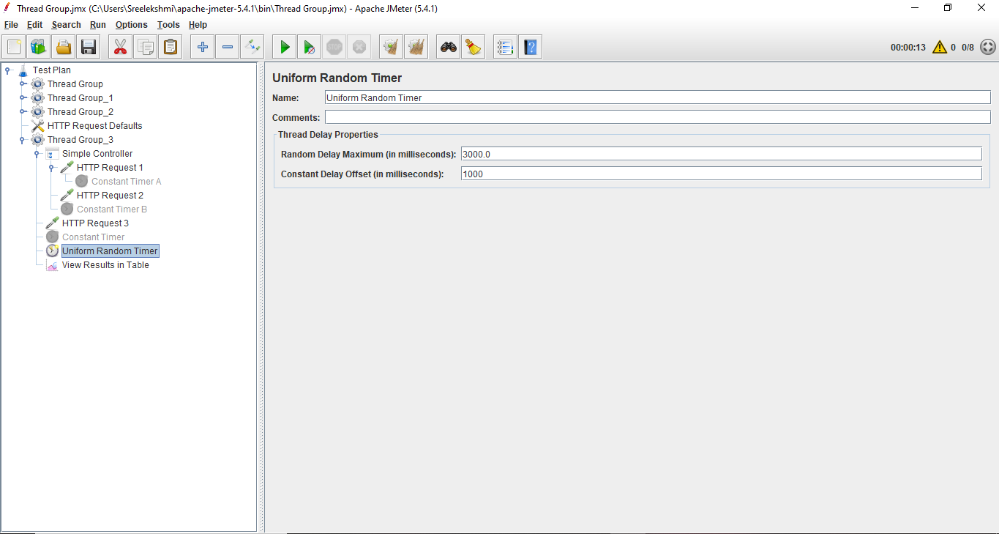 Thread Group.jmx (C:\Users\Sreelekshmi\apache-jmeter-5.4.1\bin\Thread Group.jmx) - Apache JMeter (5.4.1)
File Edit Search Run Options Tools Help
STOP
00:00:13 0 0/8
Test Plan
Thread Group
Thread Group_1
Thread Group_2
HTTP Request Defaults
Thread Group_3
Simple Controller
HTTP Request 1
Constant Timer A
HTTP Request 2
Constant Timer B
HTTP Request 3
Constant Timer
Uniform Random Timer
View Results in Table
Uniform Random Timer
Name: Uniform Random Timer
Comments:
Thread Delay Properties
Random Delay Maximum (in milliseconds): 3000.0
Constant Delay Offset (in milliseconds): 1000